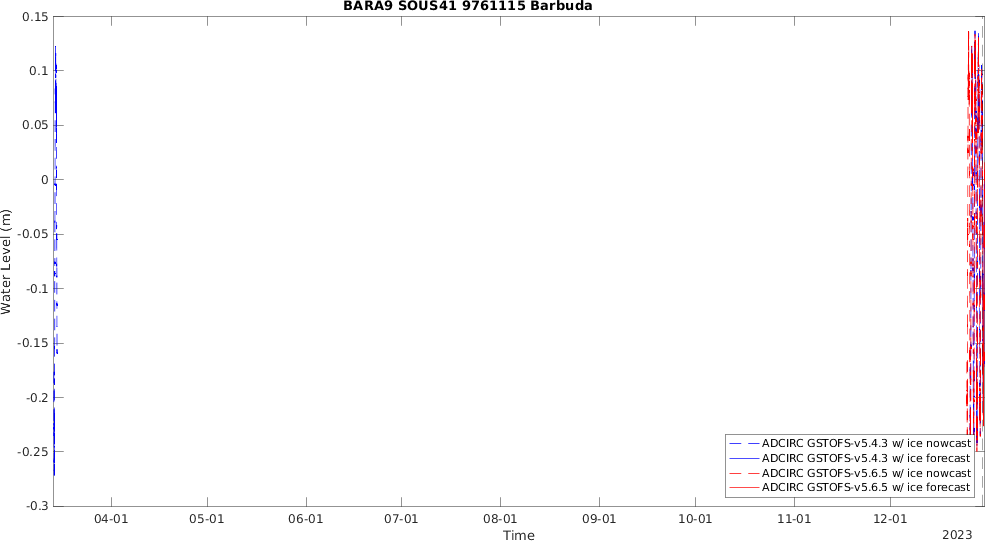 BARA9 SOUS41 9761115 Barbuda
0.15
0.1
0.05
0
-0.05
-0.1
-0.15
-0.2
-0.25
-0.3
Water Level (m)
ADCIRC GSTOFS-v5.4.3 w/ ice nowcast
ADCIRC GSTOFS-v5.4.3 w/ ice forecast
ADCIRC GSTOFS-v5.6.5 w/ ice nowcast
ADCIRC GSTOFS-v5.6.5 w/ ice forecast
04-01 05-01 06-01 07-01 08-01 09-01 10-01 11-01 12-01
Time
2023